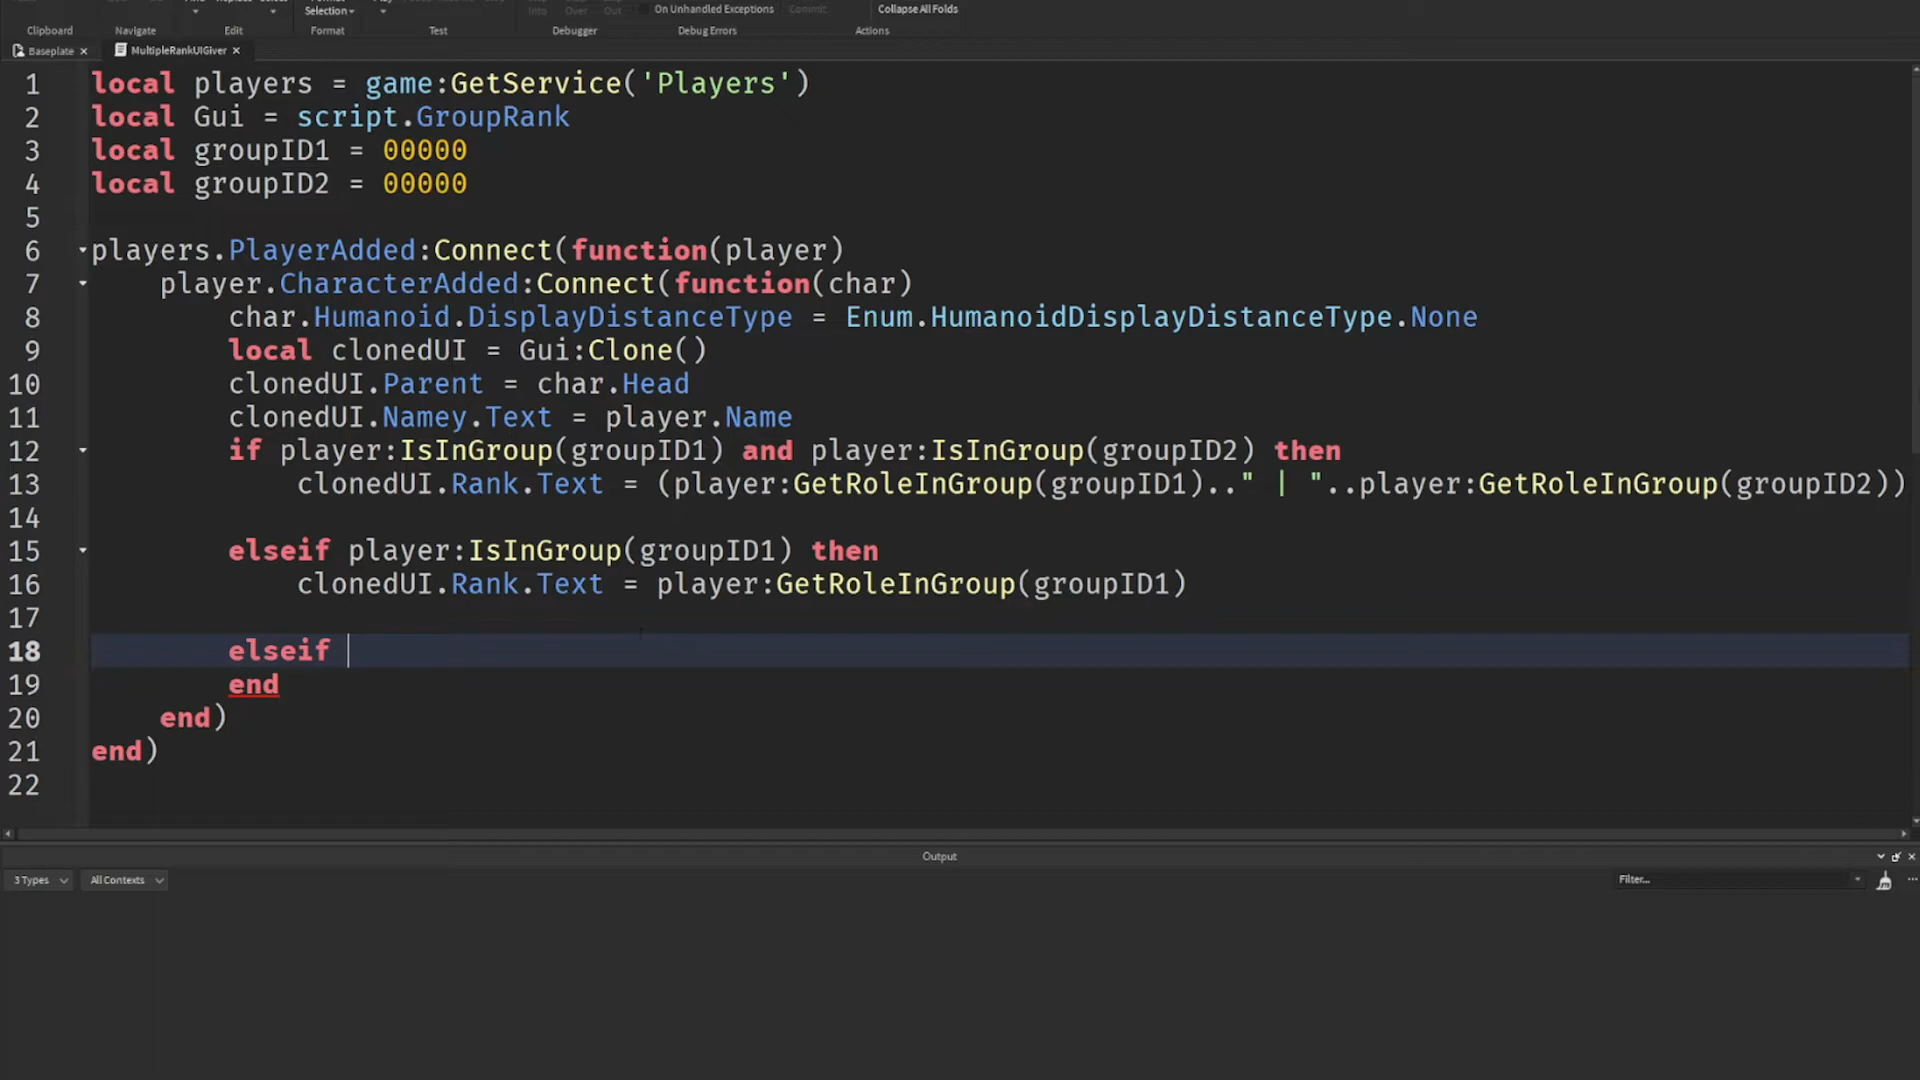 Selection
On Unhandled Exceptions
Commit
Collapse All Folds
Into
Over
Out
Clipboard
Navigate
Edit
Format
Test
Debugger
Debug Errors
Actions
Baseplate ×
MultipleRankUIGiver ×
1 local players = game:GetService('Players')
2 local Gui = script.GroupRank
3 local groupID1 = 00000
4 local groupID2 = 00000
5
6 players.PlayerAdded:Connect(function(player)
7 player.CharacterAdded:Connect(function(char)
8 char.Humanoid.DisplayDistanceType = Enum.HumanoidDisplayDistanceType.None
9 local clonedUI = Gui:Clone()
10 clonedUI.Parent = char.Head
11 clonedUI.Namey.Text = player.Name
12 if player:IsInGroup(groupID1) and player:IsInGroup(groupID2) then
13 clonedUI.Rank.Text = (player:GetRoleInGroup(groupID1).." | "..player:GetRoleInGroup(groupID2))
14
15 elseif player:IsInGroup(groupID1) then
16 clonedUI.Rank.Text = player:GetRoleInGroup(groupID1)
17
18 elseif
19 end
20 end)
21 end)
22
Output
3 Types
All Contexts
Filter...